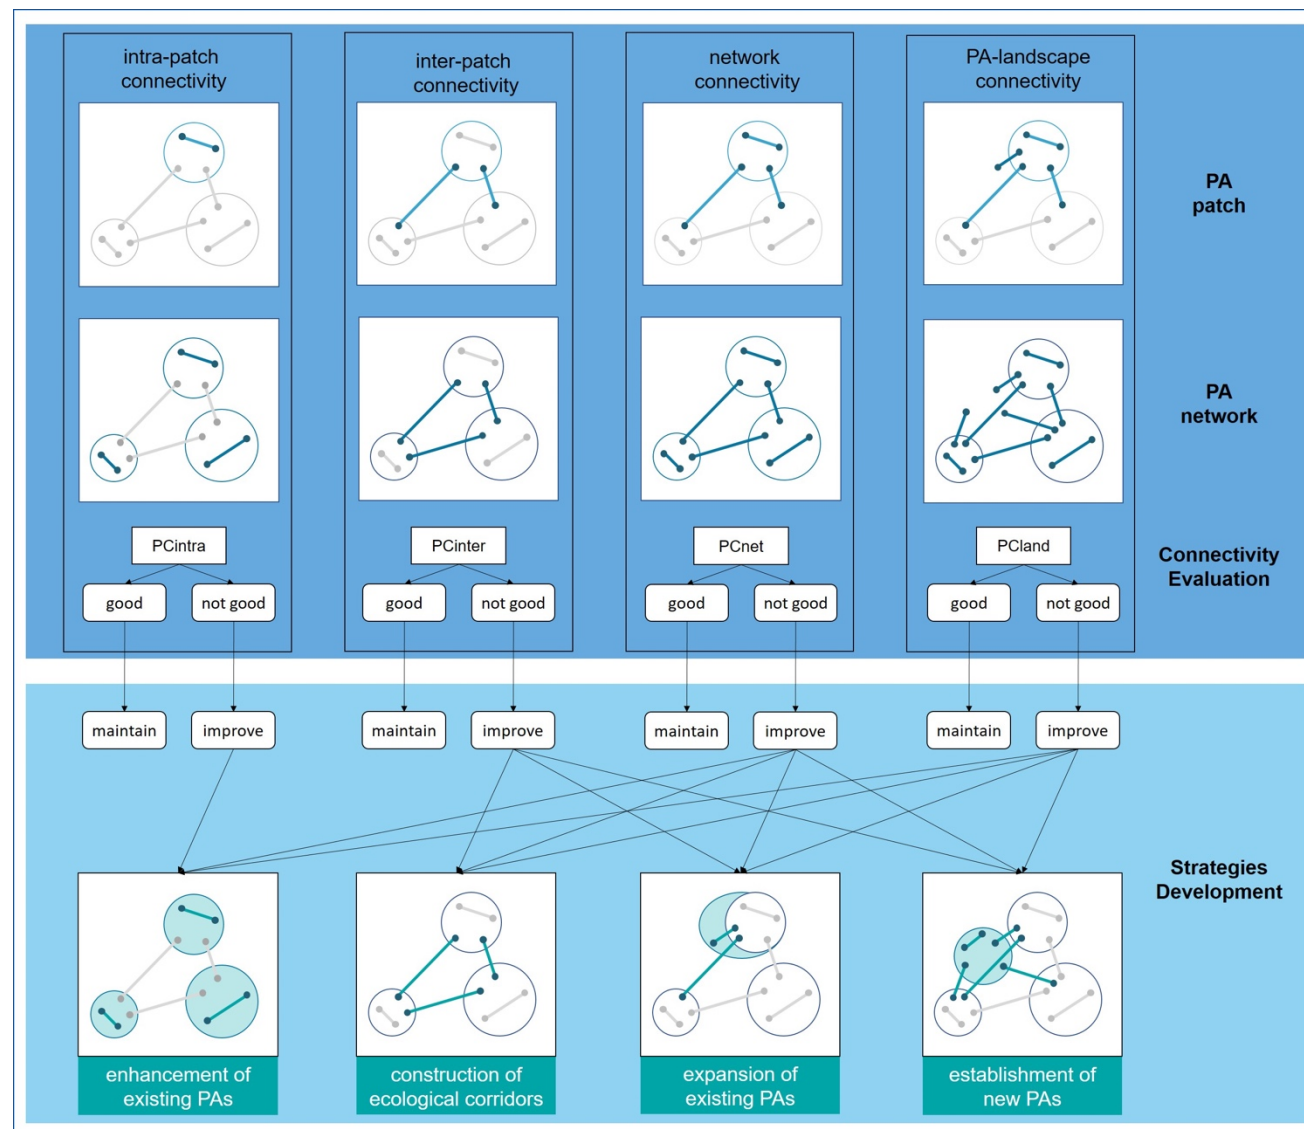 intra-patch
connectivity
inter-patch
connectivity
network
connectivity
PA-landscape
connectivity
PA
patch
PA
network
PCintra
PCinter
PCnet
PCland
Connectivity
Evaluation
good
not good
good
not good
good
not good
good
not good
maintain
improve
maintain
improve
maintain
improve
maintain
improve
Strategies
Development
enhancement of
existing PAs
construction of
ecological corridors
expansion of
existing PAs
establishment of
new PAs